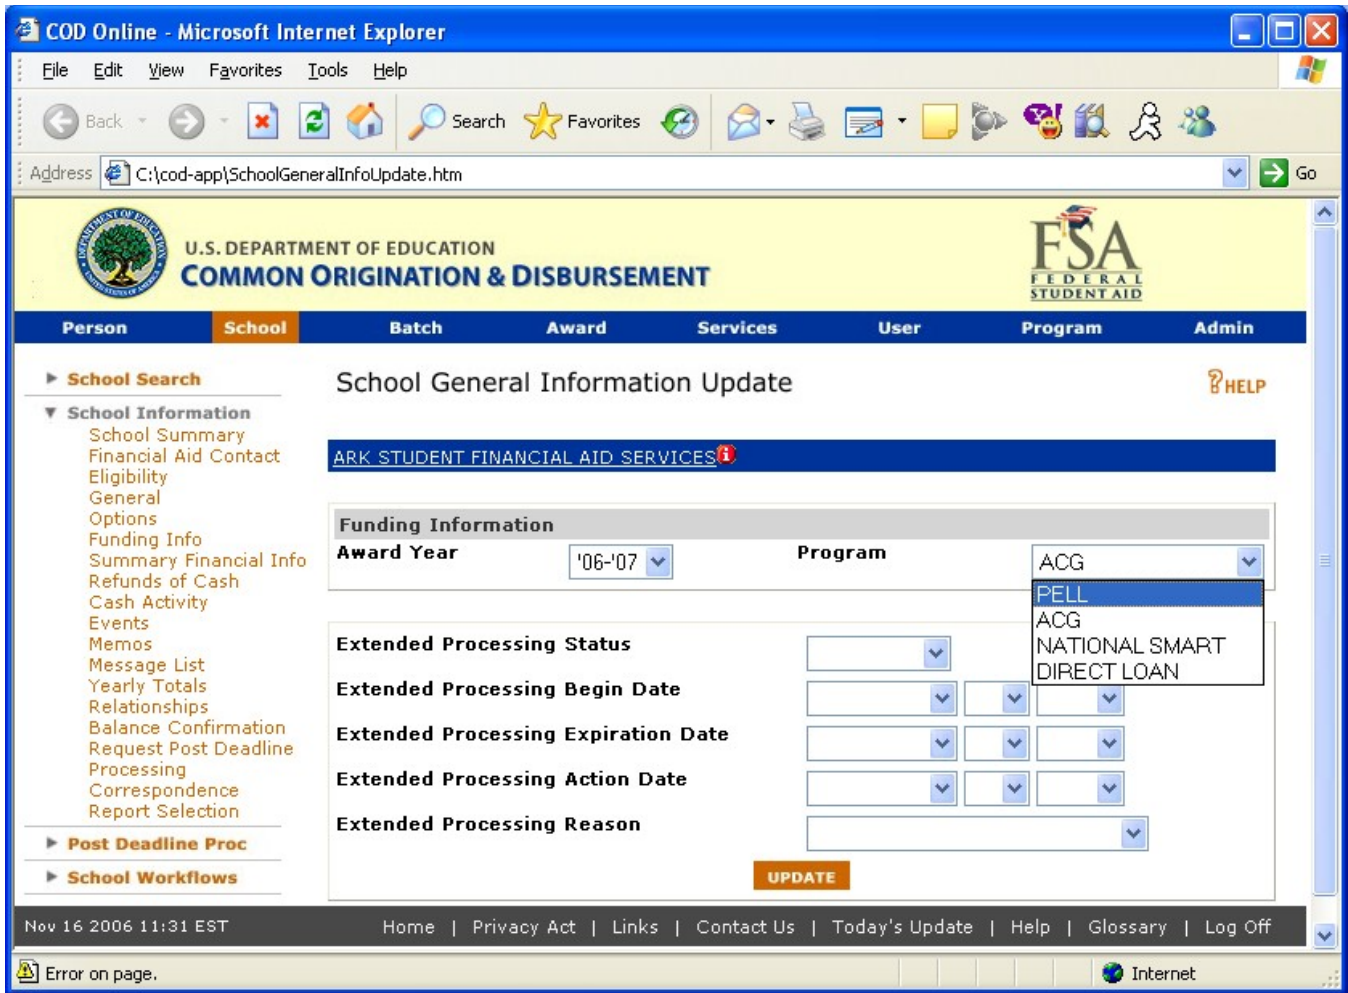 COD Online - Microsoft Internet Explorer
File Edit View Favorites Tools Help
Back Search Favorites
Address C:\cod-app\SchoolGeneralInfoUpdate.htm Go
U.S. DEPARTMENT OF EDUCATION
COMMON ORIGINATION & DISBURSEMENT
FSA
FEDERAL
STUDENT AID
Person School Batch Award Services User Program Admin
School Search
School Information
School Summary
Financial Aid Contact
Eligibility
General
Options
Funding Info
Summary Financial Info
Refunds of Cash
Cash Activity
Events
Memos
Message List
Yearly Totals
Relationships
Balance Confirmation
Request Post Deadline
Processing
Correspondence
Report Selection
Post Deadline Proc
School Workflows
School General Information Update
? HELP
ARK STUDENT FINANCIAL AID SERVICES
Funding Information
Award Year '06-'07 Program ACG
PELL
ACG
NATIONAL SMART
DIRECT LOAN
Extended Processing Status
Extended Processing Begin Date
Extended Processing Expiration Date
Extended Processing Action Date
Extended Processing Reason
UPDATE
Nov 16 2006 11:31 EST Home | Privacy Act | Links | Contact Us | Today's Update | Help | Glossary | Log Off
Error on page. Internet